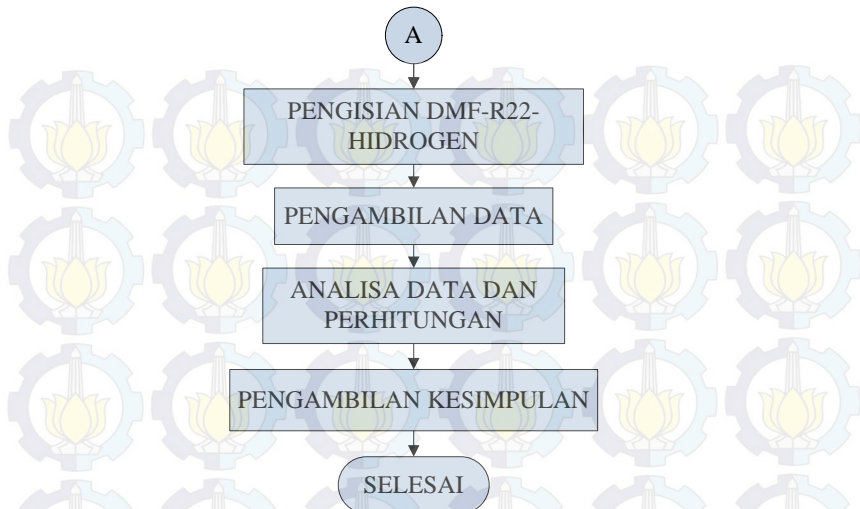 A
PENGISIAN DMF-R22-
HIDROGEN
PENGAMBILAN DATA
ANALISA DATA DAN
PERHITUNGAN
PENGAMBILAN KESIMPULAN
SELESAI